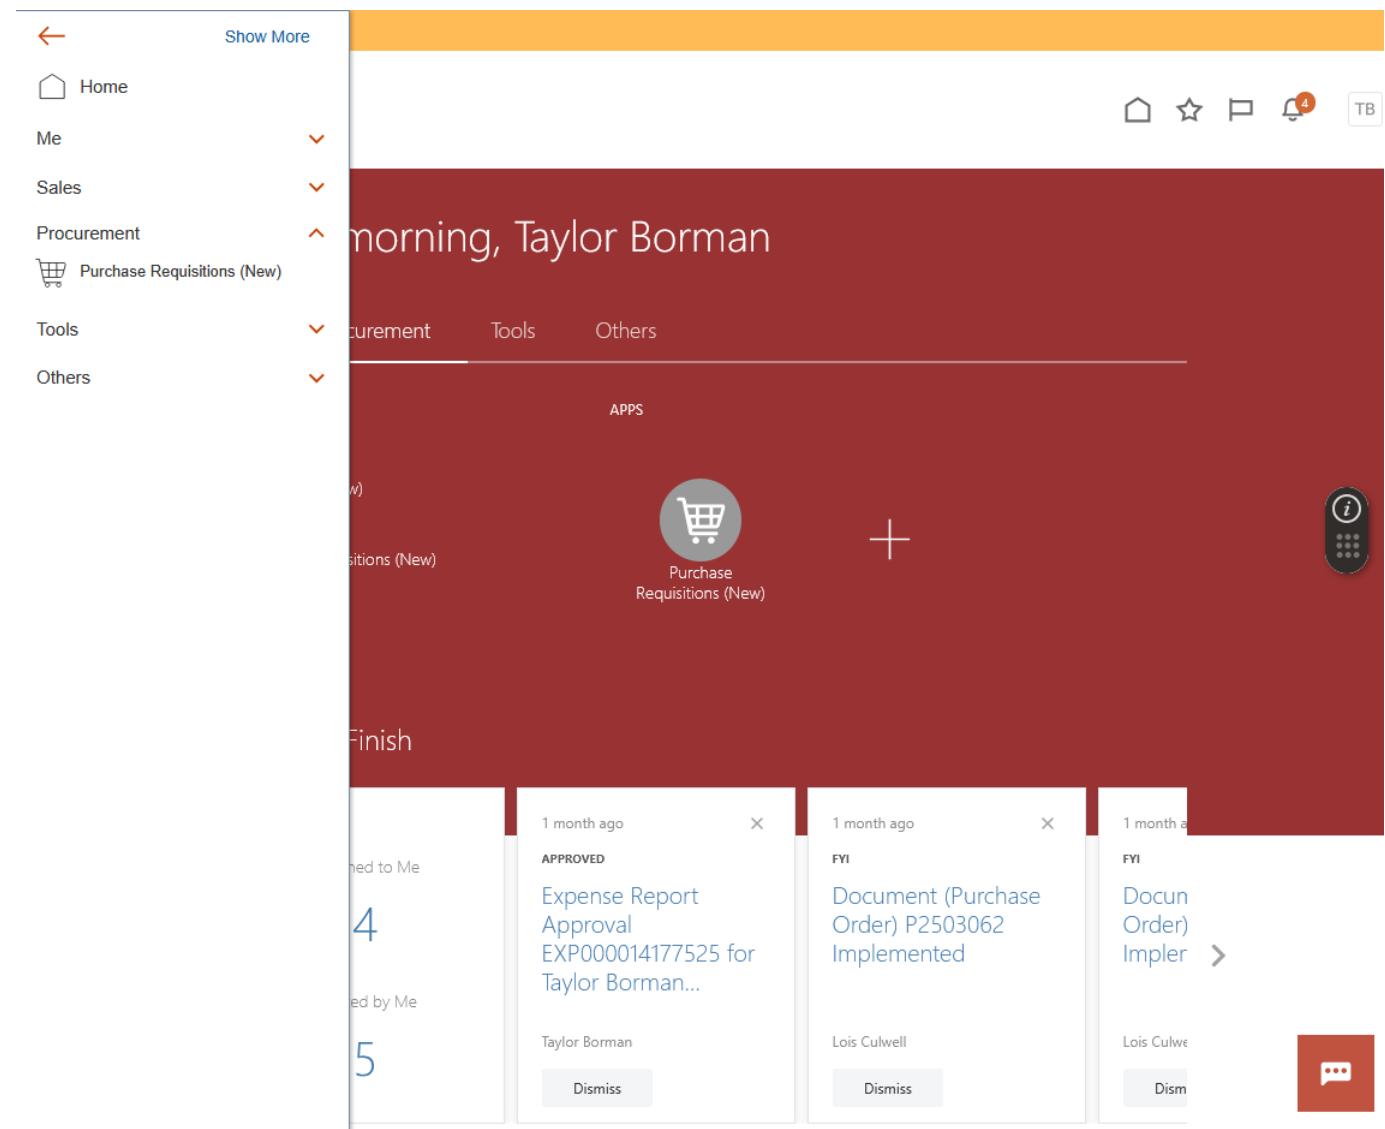 Show More
Home
Me
Sales
Procurement
Purchase Requisitions (New)
Tools
Others
4
TB
morning, Taylor Borman
curement
Tools
Others
APPS
w)
sitions (New)
Purchase
Requisitions (New)
Finish
ned to Me
4
ed by Me
5
1 month ago
APPROVED
Expense Report
Approval
EXP000014177525 for
Taylor Borman...
Taylor Borman
Dismiss
1 month ago
FYI
Document (Purchase
Order) P2503062
Implemented
Lois Culwell
Dismiss
1 month a
FYI
Docun
Order)
Impler
Lois Culwe
Dism